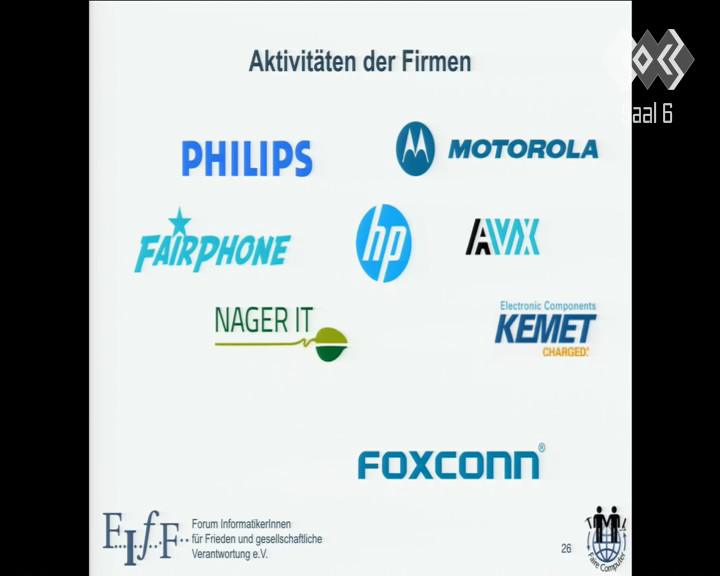 Aktivitäten der Firmen
Saal 6
PHILIPS
MOTOROLA
FAIRPHONE
hp
AVX
NAGER IT
Electronic Components
KEMET
CHARGED.
FOXCONN®
F..I..f..F..
Forum InformatikerInnen
für Frieden und gesellschaftliche
Verantwortung e.V.
26
Faire Computer